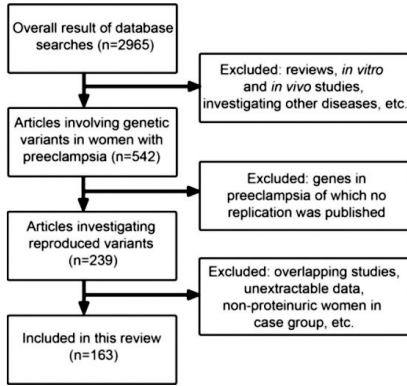 Overall result of database
searches (n=2965)
Excluded: reviews, in vitro
and in vivo studies,
investigating other diseases, etc.
Articles involving genetic
variants in women with
preeclampsia (n=542)
Excluded: genes in
preeclampsia of which no
replication was published
Articles investigating
reproduced variants
(n=239)
Excluded: overlapping studies,
unextractable data,
non-proteinuric women in
case group, etc.
Included in this review
(n=163)